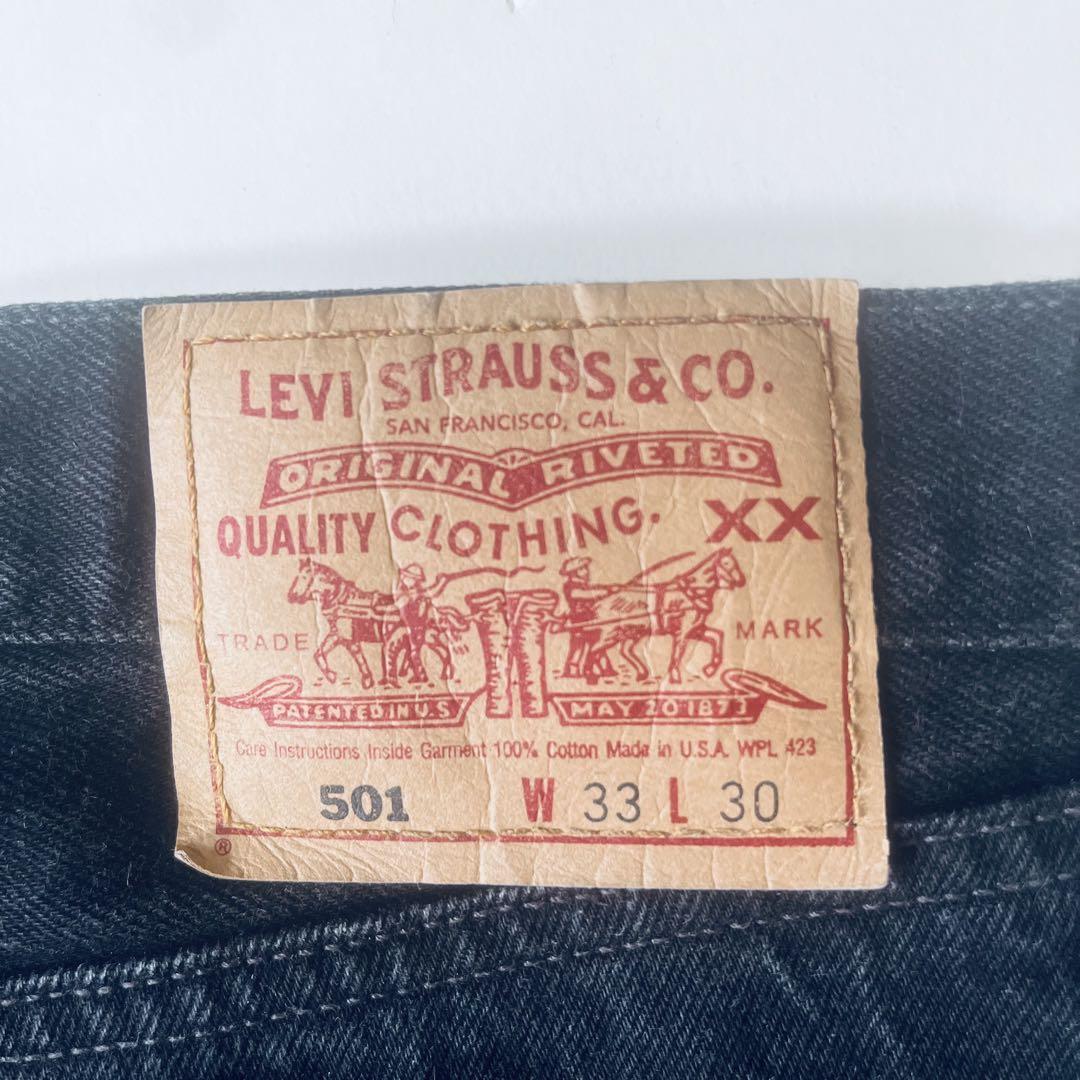 LEVI STRAUSS & CO.
SAN FRANCISCO, CAL.
ORIGINAL RIVETED
QUALITY CLOTHING. XX
TRADE MARK
PATENTED IN U.S MAY 20 1873
Care Instructions Inside Garment 100% Cotton Made in U.S.A. WPL 423
501 W 33 L 30
®